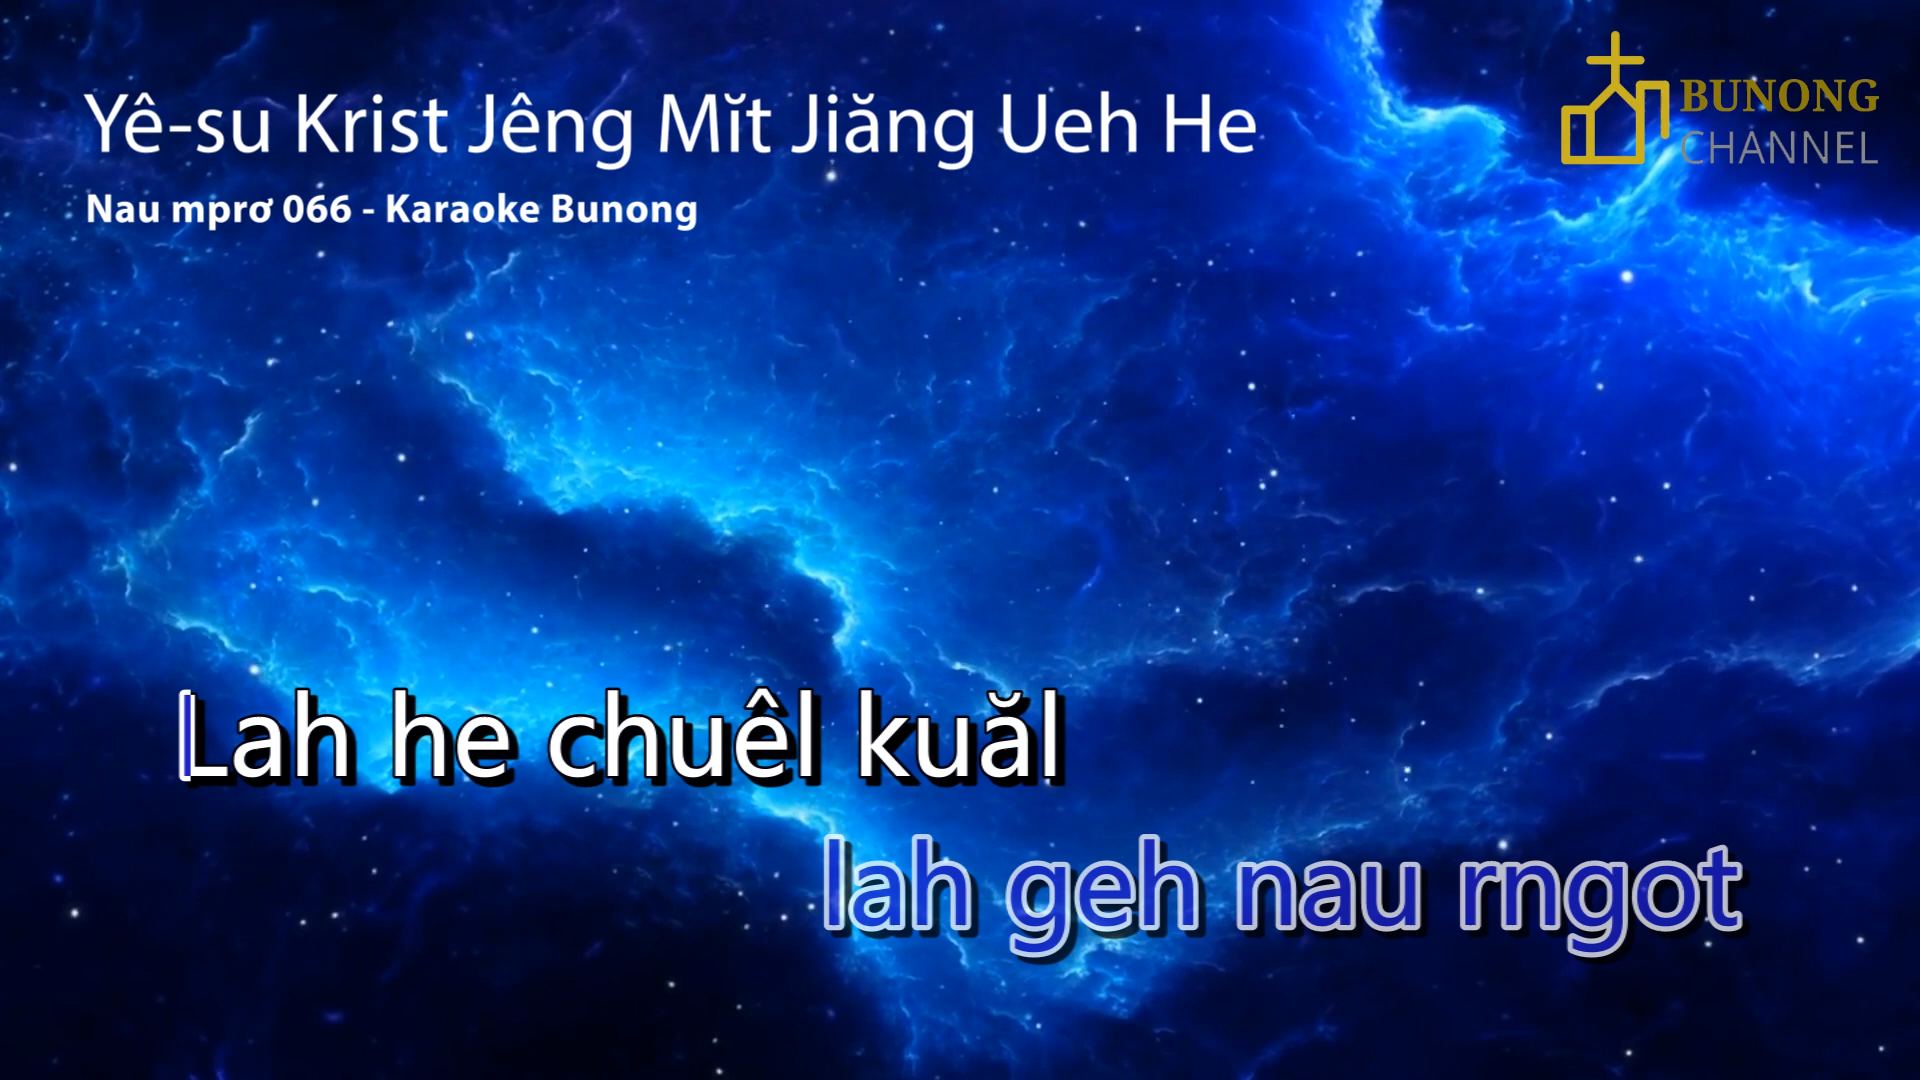 Yê-su Krist Jêng Mĭt Jiăng Ueh He
Nau mprơ 066 - Karaoke Bunong
BUNONG
CHANNEL
Lah he chuêl kuăl
lah geh nau rngot